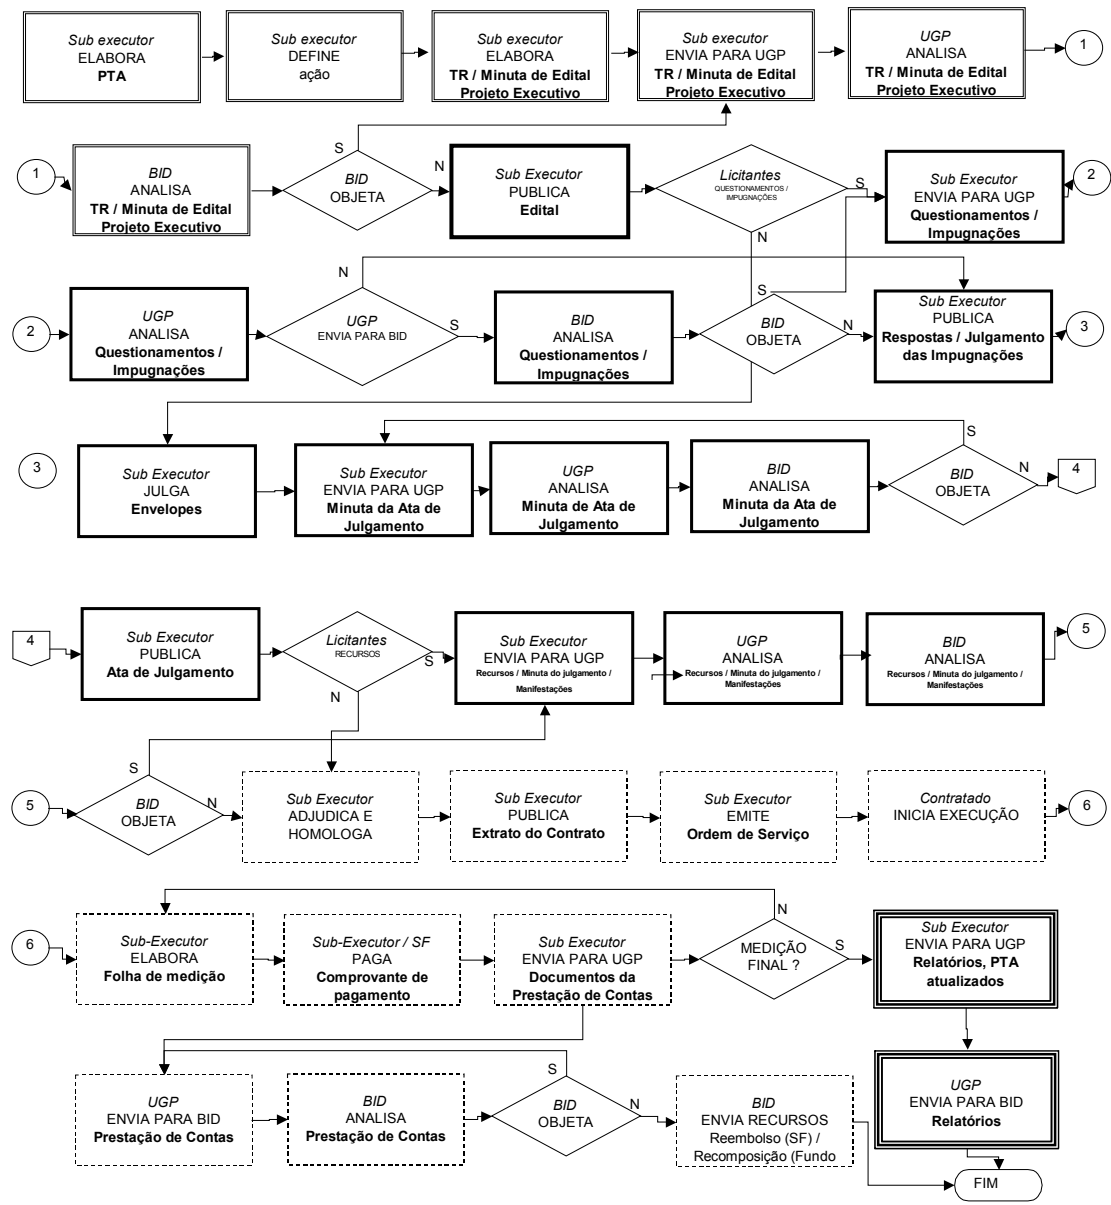 Sub executor
ELABORA
PTA
Sub executor
DEFINE
ação
Sub executor
ELABORA
TR / Minuta de Edital
Projeto Executivo
Sub executor
ENVIA PARA UGP
TR / Minuta de Edital
Projeto Executivo
UGP
ANALISA
TR / Minuta de Edital
Projeto Executivo
1
1
BID
ANALISA
TR / Minuta de Edital
Projeto Executivo
S
BID
OBJETA
N
Sub Executor
PUBLICA
Edital
Licitantes
QUESTIONAMENTOS /
IMPUGNAÇÕES
S
N
Sub Executor
ENVIA PARA UGP
Questionamentos /
Impugnações
2
2
UGP
ANALISA
Questionamentos /
Impugnações
N
UGP
ENVIA PARA BID
S
BID
ANALISA
Questionamentos /
Impugnações
S
BID
OBJETA
N
Sub Executor
PUBLICA
Respostas / Julgamento
das Impugnações
3
3
Sub Executor
JULGA
Envelopes
Sub Executor
ENVIA PARA UGP
Minuta da Ata de
Julgamento
UGP
ANALISA
Minuta de Ata de
Julgamento
BID
ANALISA
Minuta da Ata de
Julgamento
S
BID
OBJETA
N
4
4
Sub Executor
PUBLICA
Ata de Julgamento
Licitantes
RECURSOS
S
N
Sub Executor
ENVIA PARA UGP
Recursos / Minuta do julgamento /
Manifestações
UGP
ANALISA
Recursos / Minuta do julgamento /
Manifestações
BID
ANALISA
Recursos / Minuta do julgamento /
Manifestações
5
5
S
BID
OBJETA
N
Sub Executor
ADJUDICA E
HOMOLOGA
Sub Executor
PUBLICA
Extrato do Contrato
Sub Executor
EMITE
Ordem de Serviço
Contratado
INICIA EXECUÇÃO
6
6
Sub-Executor
ELABORA
Folha de medição
Sub-Executor / SF
PAGA
Comprovante de
pagamento
Sub Executor
ENVIA PARA UGP
Documentos da
Prestação de Contas
N
MEDIÇÃO
FINAL ?
S
Sub Executor
ENVIA PARA UGP
Relatórios, PTA
atualizados
UGP
ENVIA PARA BID
Prestação de Contas
BID
ANALISA
Prestação de Contas
S
BID
OBJETA
N
BID
ENVIA RECURSOS
Reembolso (SF) /
Recomposição (Fundo
UGP
ENVIA PARA BID
Relatórios
FIM